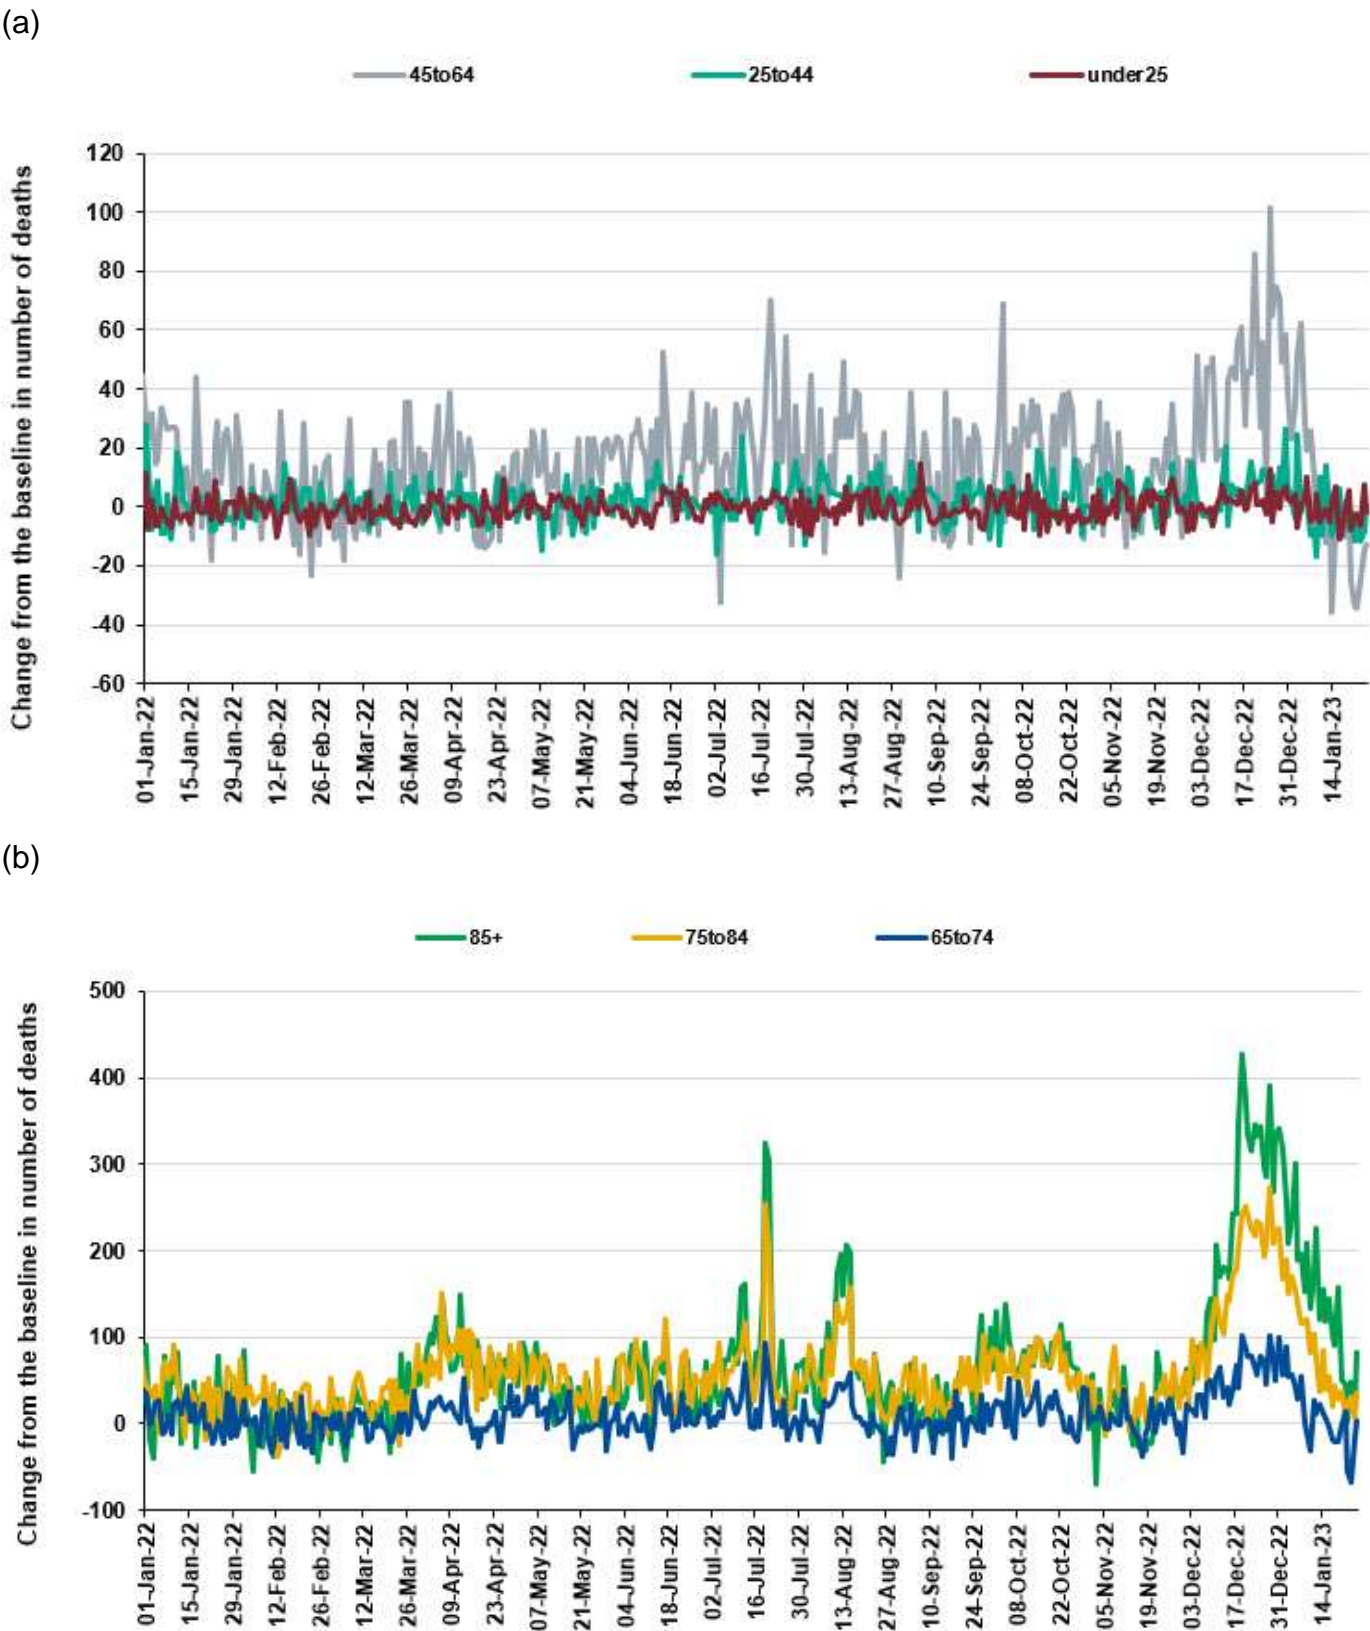 (a)
45to64 25to44 under25
Change from the baseline in number of deaths
120
100
80
60
40
20
0
-20
-40
-60
01-Jan-22
15-Jan-22
29-Jan-22
12-Feb-22
26-Feb-22
12-Mar-22
26-Mar-22
09-Apr-22
23-Apr-22
07-May-22
21-May-22
04-Jun-22
18-Jun-22
02-Jul-22
16-Jul-22
30-Jul-22
13-Aug-22
27-Aug-22
10-Sep-22
24-Sep-22
08-Oct-22
22-Oct-22
05-Nov-22
19-Nov-22
03-Dec-22
17-Dec-22
31-Dec-22
14-Jan-23
(b)
85+ 75to84 65to74
Change from the baseline in number of deaths
500
400
300
200
100
0
-100
01-Jan-22
15-Jan-22
29-Jan-22
12-Feb-22
26-Feb-22
12-Mar-22
26-Mar-22
09-Apr-22
23-Apr-22
07-May-22
21-May-22
04-Jun-22
18-Jun-22
02-Jul-22
16-Jul-22
30-Jul-22
13-Aug-22
27-Aug-22
10-Sep-22
24-Sep-22
08-Oct-22
22-Oct-22
05-Nov-22
19-Nov-22
03-Dec-22
17-Dec-22
31-Dec-22
14-Jan-23